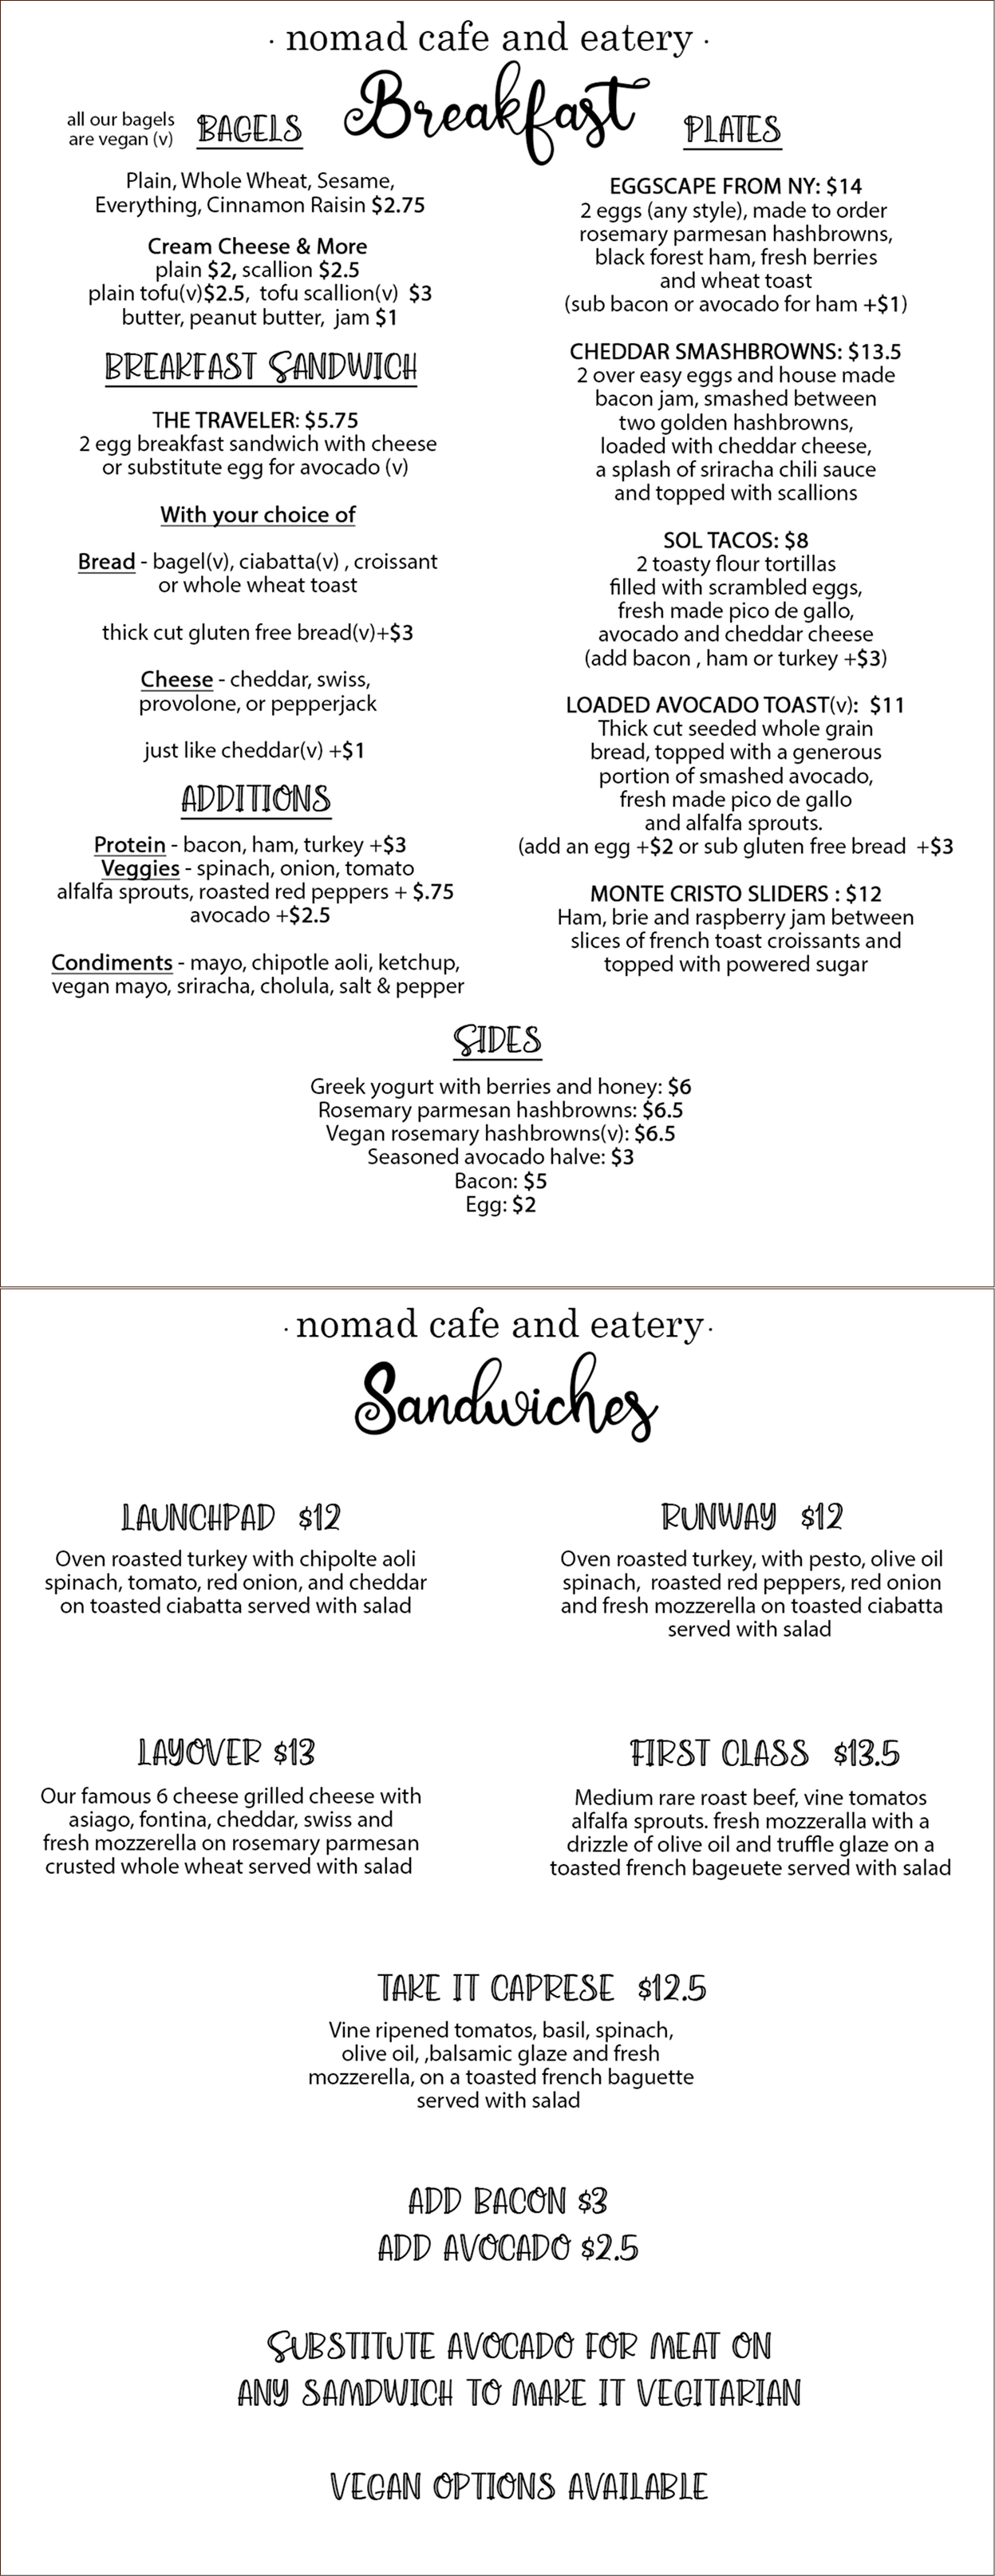 · nomad cafe and eatery ·
Breakfast
all our bagels
are vegan (v)
BAGELS
Plain, Whole Wheat, Sesame,
Everything, Cinnamon Raisin $2.75
Cream Cheese & More
plain $2, scallion $2.5
plain tofu(v)$2.5, tofu scallion(v) $3
butter, peanut butter, jam $1
BREAKFAST SANDWICH
THE TRAVELER: $5.75
2 egg breakfast sandwich with cheese
or substitute egg for avocado (v)
With your choice of
Bread - bagel(v), ciabatta(v) , croissant
or whole wheat toast
thick cut gluten free bread(v)+$3
Cheese - cheddar, swiss,
provolone, or pepperjack
just like cheddar(v) +$1
ADDITIONS
Protein - bacon, ham, turkey +$3
Veggies - spinach, onion, tomato
alfalfa sprouts, roasted red peppers + $.75
avocado +$2.5
Condiments - mayo, chipotle aoli, ketchup,
vegan mayo, sriracha, cholula, salt & pepper
PLATES
EGGSCAPE FROM NY: $14
2 eggs (any style), made to order
rosemary parmesan hashbrowns,
black forest ham, fresh berries
and wheat toast
(sub bacon or avocado for ham +$1)
CHEDDAR SMASHBROWNS: $13.5
2 over easy eggs and house made
bacon jam, smashed between
two golden hashbrowns,
loaded with cheddar cheese,
a splash of sriracha chili sauce
and topped with scallions
SOL TACOS: $8
2 toasty flour tortillas
filled with scrambled eggs,
fresh made pico de gallo,
avocado and cheddar cheese
(add bacon , ham or turkey +$3)
LOADED AVOCADO TOAST(v): $11
Thick cut seeded whole grain
bread, topped with a generous
portion of smashed avocado,
fresh made pico de gallo
and alfalfa sprouts.
(add an egg +$2 or sub gluten free bread +$3
MONTE CRISTO SLIDERS : $12
Ham, brie and raspberry jam between
slices of french toast croissants and
topped with powered sugar
SIDES
Greek yogurt with berries and honey: $6
Rosemary parmesan hashbrowns: $6.5
Vegan rosemary hashbrowns(v): $6.5
Seasoned avocado halve: $3
Bacon: $5
Egg: $2
· nomad cafe and eatery ·
Sandwiches
LAUNCHPAD $12
Oven roasted turkey with chipolte aoli
spinach, tomato, red onion, and cheddar
on toasted ciabatta served with salad
RUNWAY $12
Oven roasted turkey, with pesto, olive oil
spinach, roasted red peppers, red onion
and fresh mozzerella on toasted ciabatta
served with salad
LAYOVER $13
Our famous 6 cheese grilled cheese with
asiago, fontina, cheddar, swiss and
fresh mozzerella on rosemary parmesan
crusted whole wheat served with salad
FIRST CLASS $13.5
Medium rare roast beef, vine tomatos
alfalfa sprouts. fresh mozzeralla with a
drizzle of olive oil and truffle glaze on a
toasted french bageuete served with salad
TAKE IT CAPRESE $12.5
Vine ripened tomatos, basil, spinach,
olive oil, ,balsamic glaze and fresh
mozzerella, on a toasted french baguette
served with salad
ADD BACON $3
ADD AVOCADO $2.5
SUBSTITUTE AVOCADO FOR MEAT ON
ANY SAMDWICH TO MAKE IT VEGITARIAN
VEGAN OPTIONS AVAILABLE